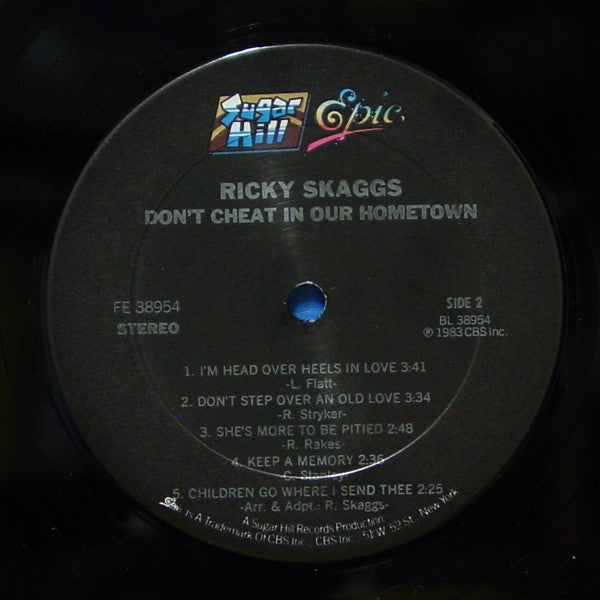 Sugar Hill
Epic
RICKY SKAGGS
DON'T CHEAT IN OUR HOMETOWN
FE 38954
STEREO
SIDE 2
BL 38954
℗ 1983 CBS Inc.
1. I'M HEAD OVER HEELS IN LOVE 3:41
-L. Flatt-
2. DON'T STEP OVER AN OLD LOVE 3:34
-R. Stryker-
3. SHE'S MORE TO BE PITIED 2:48
-R. Rakes-
4. KEEP A MEMORY 2:36
C. Stanley
5. CHILDREN GO WHERE I SEND THEE 2:25
-Arr. & Adpt.: R. Skaggs-
A Sugar Hill Records Production
Epic Is A Trademark Of CBS Inc., CBS Inc. 51 W. 52 St., New York